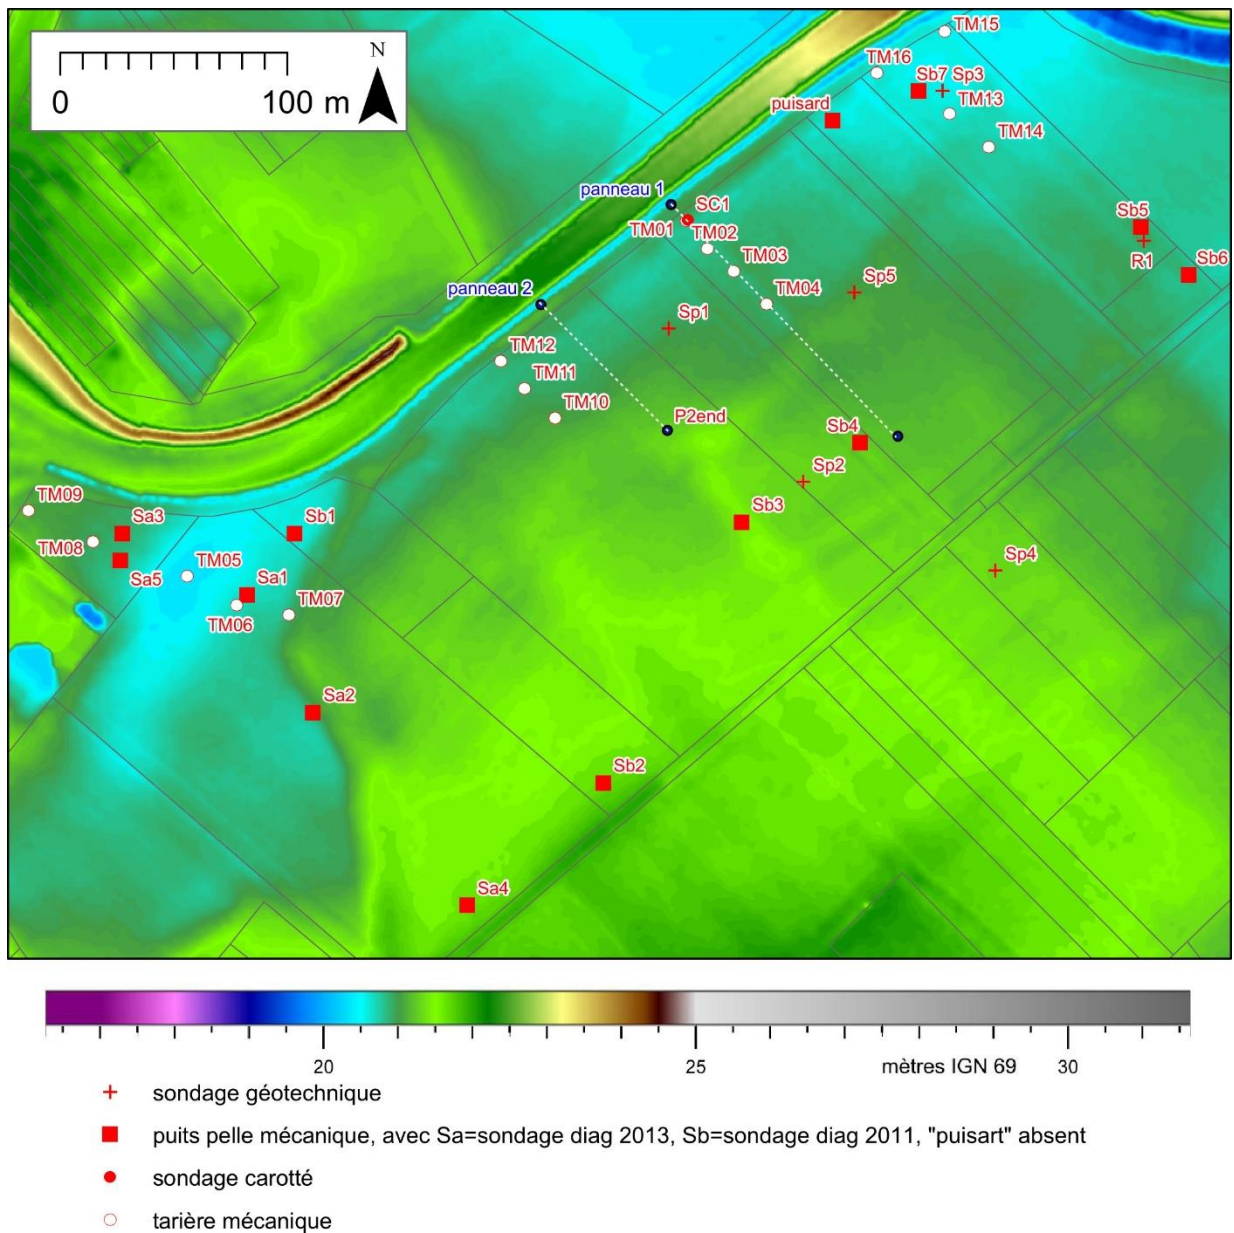 N
0 100 m
TM15
TM16
Sb7 Sp3
puisard
TM13
TM14
panneau 1
SC1
TM01 TM02
Sb5
R1
Sb6
TM03
Sp5
panneau 2
TM04
Sp1
TM12
TM11
TM10
P2end
Sb4
Sp2
TM09
Sa3
Sb1
Sb3
TM08
Sa5
TM05
Sa1
Sp4
TM06
TM07
Sa2
Sb2
Sa4
20 25 mètres IGN 69 30
sondage géotechnique
puits pelle mécanique, avec Sa=sondage diag 2013, Sb=sondage diag 2011, "puisart" absent
sondage carotté
tarière mécanique